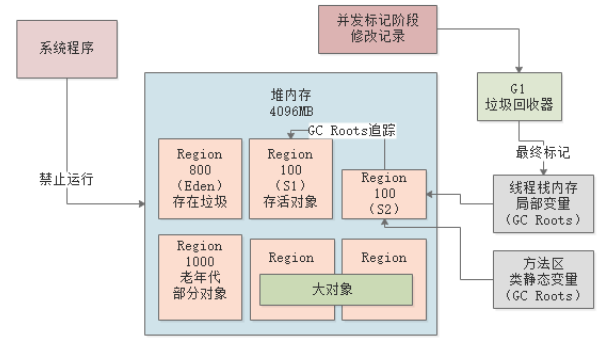 系统程序
并发标记阶段
修改记录
堆内存
4096MB
G1
垃圾回收器
GC Roots追踪
最终标记
禁止运行
Region
800
（Eden）
存在垃圾
Region
100
（S1）
存活对象
Region
100
（S2）
线程栈内存
局部变量
（GC Roots）
Region
1000
老年代
部分对象
Region
Region
大对象
方法区
类静态变量
（GC Roots）